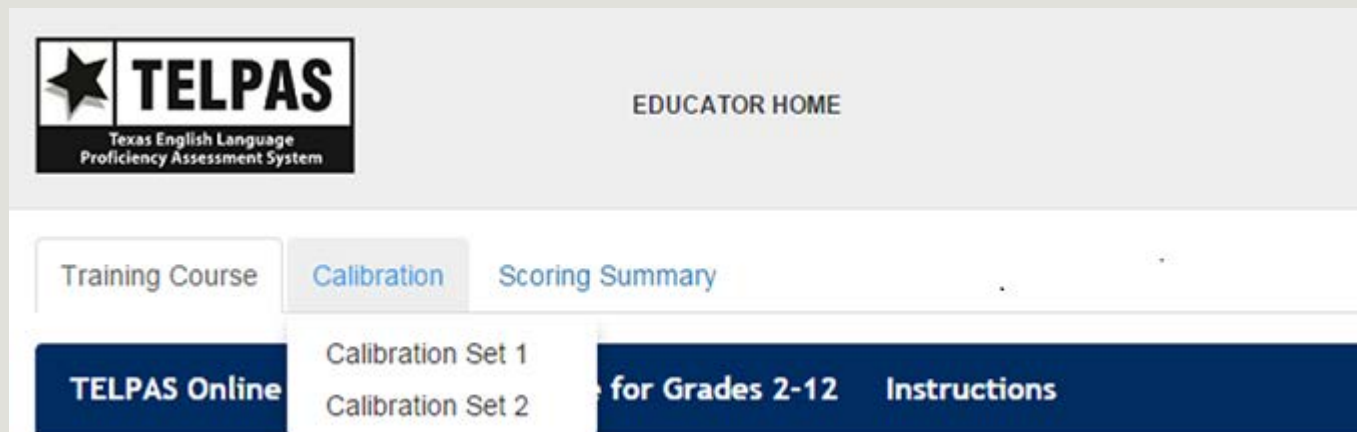 TELPAS
Texas English Language
Proficiency Assessment System
EDUCATOR HOME
Training Course Calibration Scoring Summary
Calibration Set 1
Calibration Set 2
TELPAS Online for Grades 2-12 Instructions